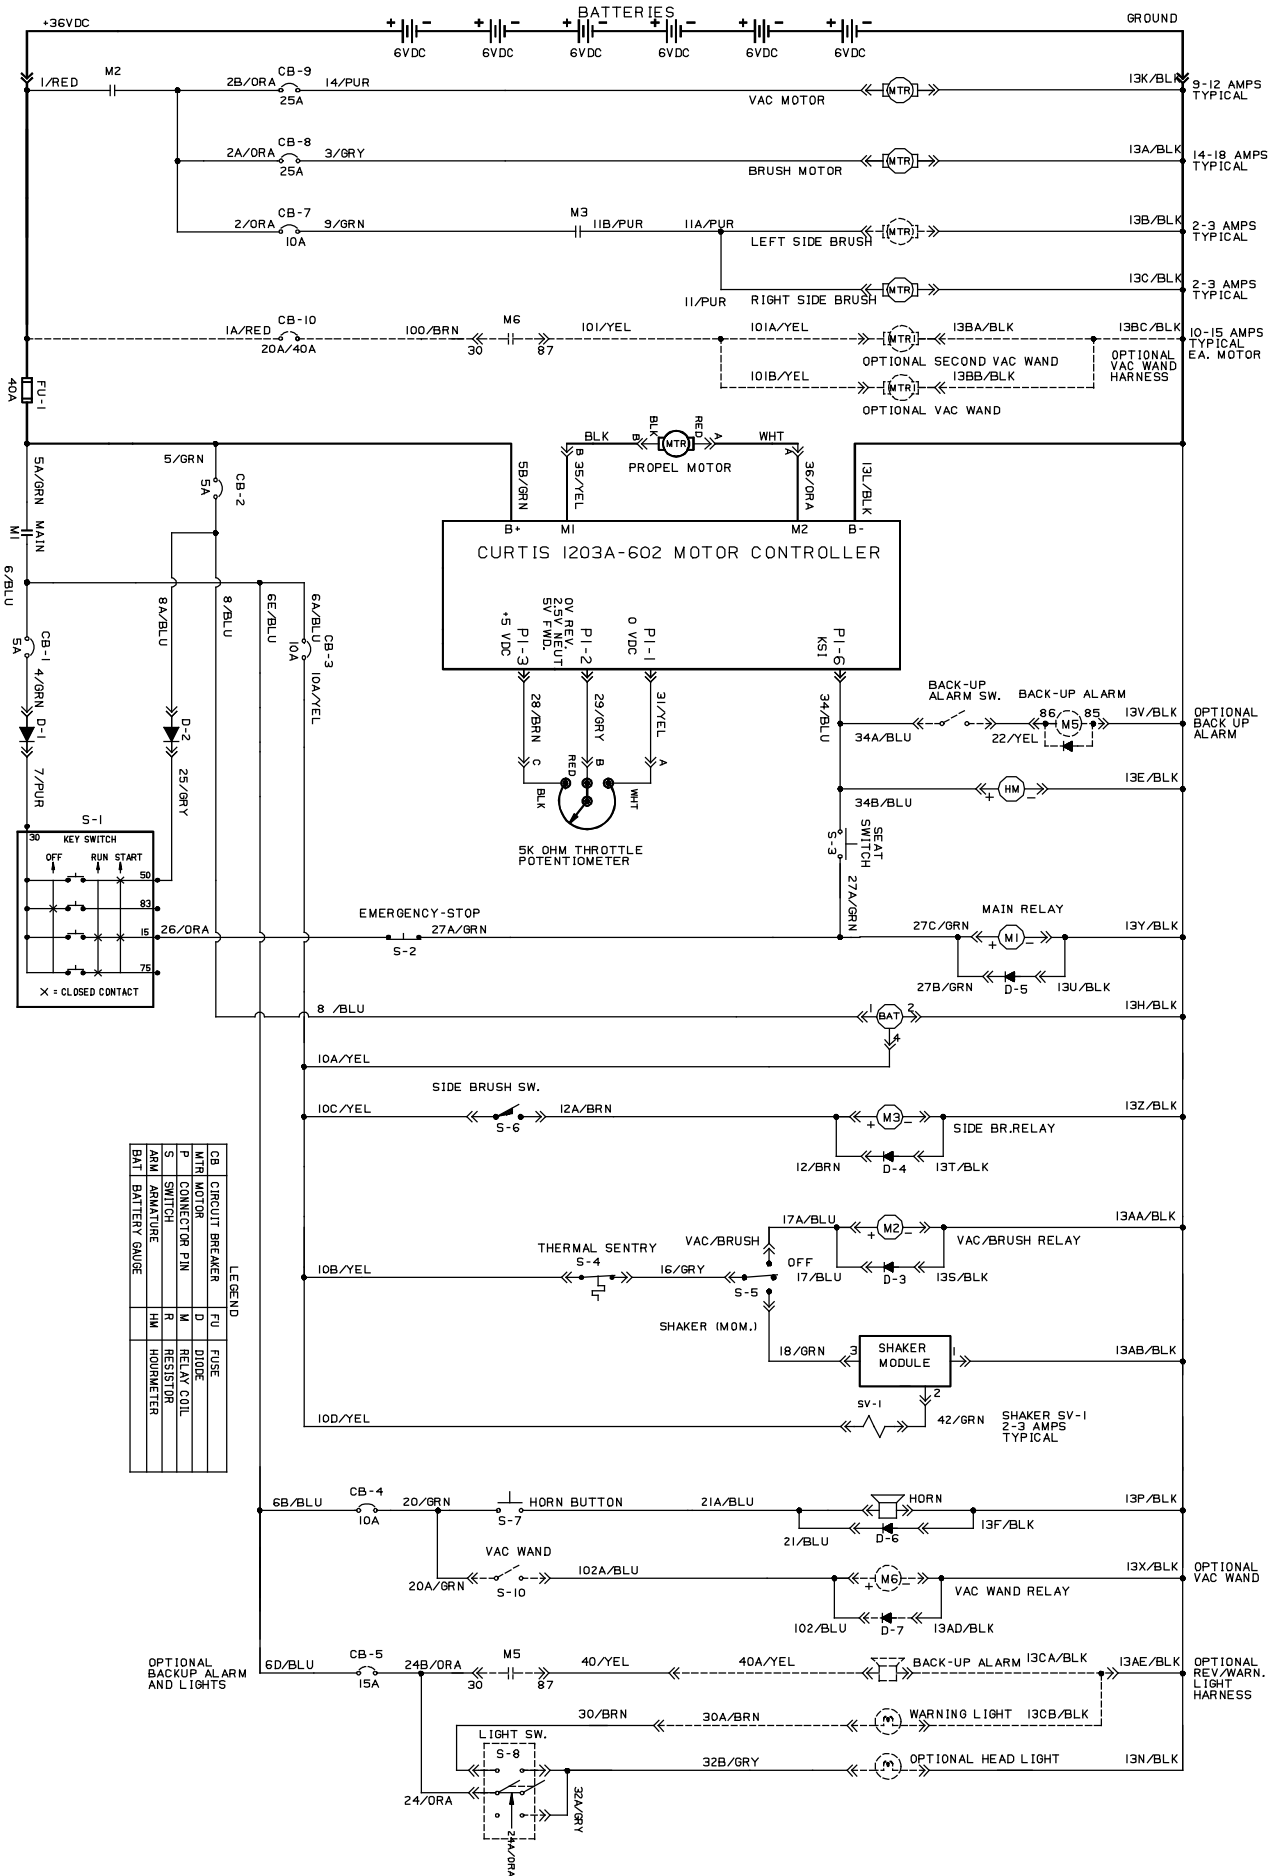 BATTERIES
+36VDC
GROUND
+ -
+ -
+ -
+ -
+ -
+ -
6VDC
6VDC
6VDC
6VDC
6VDC
6VDC
1/RED
M2
2B/ORA
CB-9
25A
14/PUR
VAC MOTOR
MTR
13K/BLK
9-12 AMPS
TYPICAL
2A/ORA
CB-8
25A
3/GRY
BRUSH MOTOR
MTR
13A/BLK
14-18 AMPS
TYPICAL
2/ORA
CB-7
10A
9/GRN
M3
11B/PUR
11A/PUR
LEFT SIDE BRUSH
MTR
13B/BLK
2-3 AMPS
TYPICAL
11/PUR
RIGHT SIDE BRUSH
MTR
13C/BLK
2-3 AMPS
TYPICAL
1A/RED
CB-10
20A/40A
100/BRN
30
M6
87
101/YEL
101A/YEL
MTR1
13BA/BLK
13BC/BLK
10-15 AMPS
TYPICAL
EA. MOTOR
OPTIONAL SECOND VAC WAND
OPTIONAL
VAC WAND
HARNESS
101B/YEL
MTR1
13BB/BLK
OPTIONAL VAC WAND
FU-1
40A
5A/GRN
5/GRN
CB-2
5A
5B/GRN
BLK
B
35/YEL
BLK
B
MTR
RED
A
WHT
A
36/ORA
13L/BLK
PROPEL MOTOR
B+
M1
M2
B-
CURTIS 1203A-602 MOTOR CONTROLLER
P1-3
+5 VDC
P1-2
0V REV.
2.5V NEUT
5V FWD.
P1-1
0 VDC
P1-6
KSI
MAIN
M1
6/BLU
8A/BLU
8/BLU
6E/BLU
6A/BLU
CB-3
10A
10A/YEL
CB-1
5A
4/GRN
D-1
7/PUR
D-2
25/GRY
28/BRN
29/GRY
31/YEL
C
B
A
BLK
RED
WHT
5K OHM THROTTLE
POTENTIOMETER
34/BLU
34A/BLU
BACK-UP
ALARM SW.
BACK-UP ALARM
22/YEL
86
M5
85
13V/BLK
OPTIONAL
BACK UP
ALARM
34B/BLU
+
HM
-
13E/BLK
SEAT
SWITCH
S-3
27A/GRN
S-1
30
KEY SWITCH
OFF
RUN START
50
83
15
75
X = CLOSED CONTACT
26/ORA
EMERGENCY-STOP
S-2
27A/GRN
27C/GRN
MAIN RELAY
+
M1
-
13Y/BLK
27B/GRN
D-5
13U/BLK
8 /BLU
1
BAT
2
4
13H/BLK
10A/YEL
SIDE BRUSH SW.
10C/YEL
S-6
12A/BRN
+
M3
-
SIDE BR.RELAY
13Z/BLK
12/BRN
D-4
13T/BLK
17A/BLU
+
M2
-
VAC/BRUSH RELAY
13AA/BLK
17/BLU
D-3
13S/BLK
10B/YEL
THERMAL SENTRY
S-4
16/GRY
VAC/BRUSH
OFF
S-5
SHAKER (MOM.)
18/GRN
3
SHAKER
MODULE
1
2
13AB/BLK
10D/YEL
SV-1
42/GRN
SHAKER SV-1
2-3 AMPS
TYPICAL
LEGEND
CB CIRCUIT BREAKER FU FUSE
MTR MOTOR D DIODE
P CONNECTOR PIN M RELAY COIL
S SWITCH R RESISTOR
ARM ARMATURE HM HOURMETER
BAT BATTERY GAUGE
6B/BLU
CB-4
10A
20/GRN
HORN BUTTON
S-7
21A/BLU
HORN
13P/BLK
21/BLU
D-6
13F/BLK
VAC WAND
20A/GRN
S-10
102A/BLU
+
M6
-
VAC WAND RELAY
13X/BLK
OPTIONAL
VAC WAND
102/BLU
D-7
13AD/BLK
OPTIONAL
BACKUP ALARM
AND LIGHTS
6D/BLU
CB-5
15A
24B/ORA
30
M5
87
40/YEL
40A/YEL
BACK-UP ALARM
13CA/BLK
13AE/BLK
OPTIONAL
REV/WARN.
LIGHT
HARNESS
30/BRN
30A/BRN
WARNING LIGHT
13CB/BLK
LIGHT SW.
S-8
32B/GRY
OPTIONAL HEAD LIGHT
13N/BLK
24/ORA
32A/GRY
24A/ORA